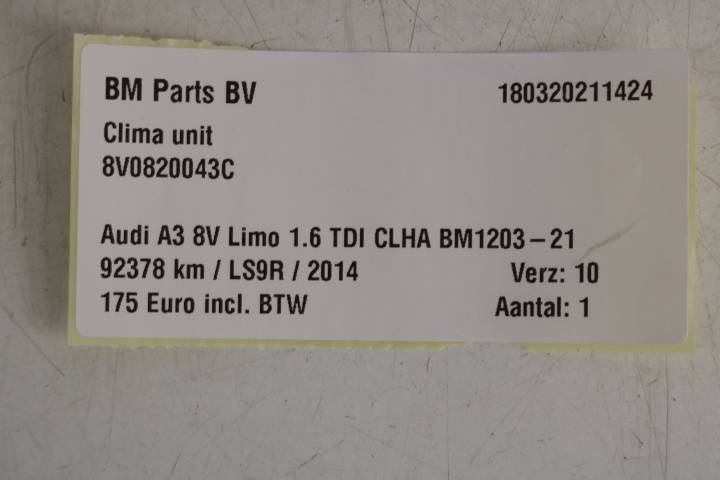 BM Parts BV 180320211424
Clima unit
8V0820043C
Audi A3 8V Limo 1.6 TDI CLHA BM1203-21
92378 km / LS9R / 2014 Verz: 10
175 Euro incl. BTW Aantal: 1